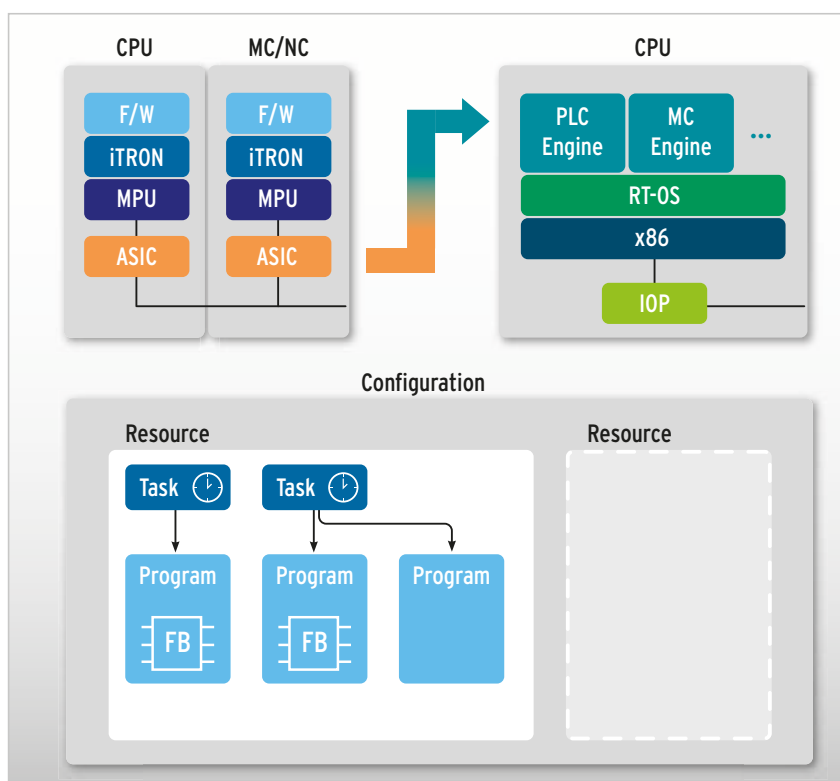 CPU
MC/NC
CPU
F/W
F/W
PLC
Engine
MC
Engine
...
iTRON
iTRON
MPU
MPU
RT-OS
ASIC
ASIC
x86
IOP
Configuration
Resource
Resource
Task
Task
Program
Program
Program
FB
FB